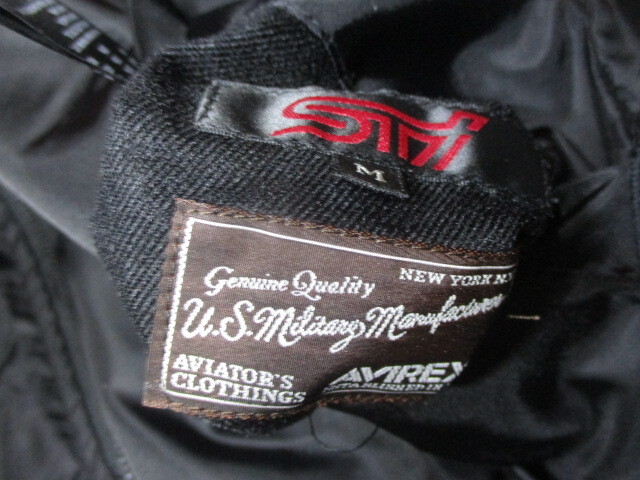 STI
M
NEW YORK N.Y.
Genuine Quality
U.S. Military Manufacturer
AVIATOR'S
CLOTHINGS
AVIREX